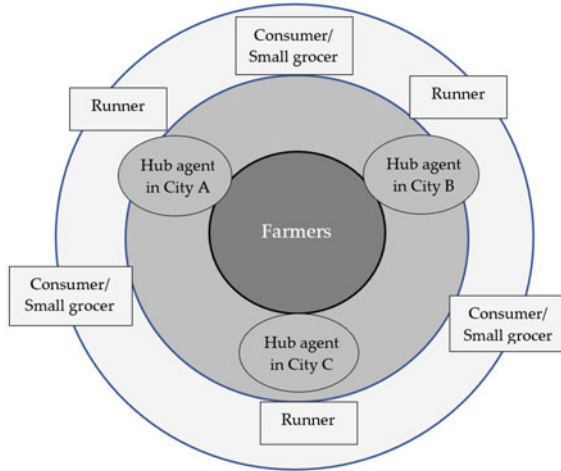 Consumer/
Small grocer
Runner
Runner
Hub agent
in City A
Hub agent
in City B
Farmers
Consumer/
Small grocer
Consumer/
Small grocer
Hub agent
in City C
Runner